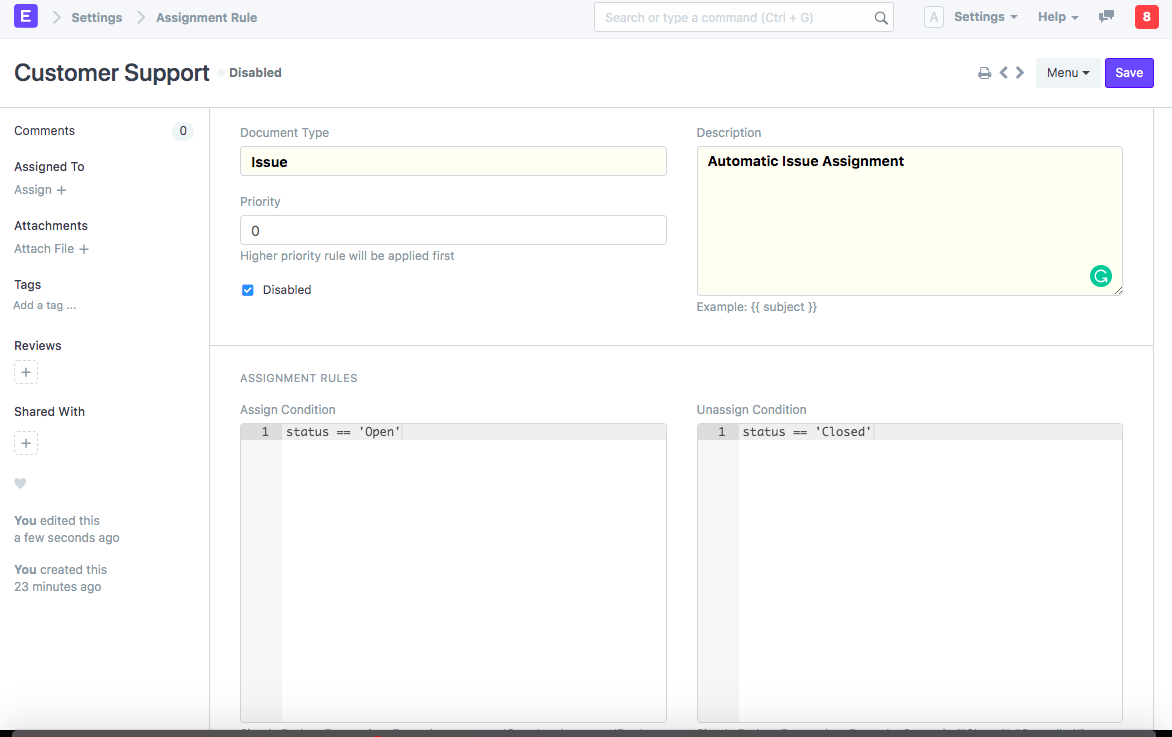 E
Settings
Assignment Rule
Search or type a command (Ctrl + G)
A
Settings
Help
8
Customer Support
Disabled
Menu
Save
Comments
0
Assigned To
Assign +
Attachments
Attach File +
Tags
Add a tag ...
Reviews
+
Shared With
+
You edited this
a few seconds ago
You created this
23 minutes ago
Document Type
Issue
Priority
0
Higher priority rule will be applied first
Disabled
Description
Automatic Issue Assignment
Example: {{ subject }}
ASSIGNMENT RULES
Assign Condition
1 status == 'Open'
Unassign Condition
1 status == 'Closed'